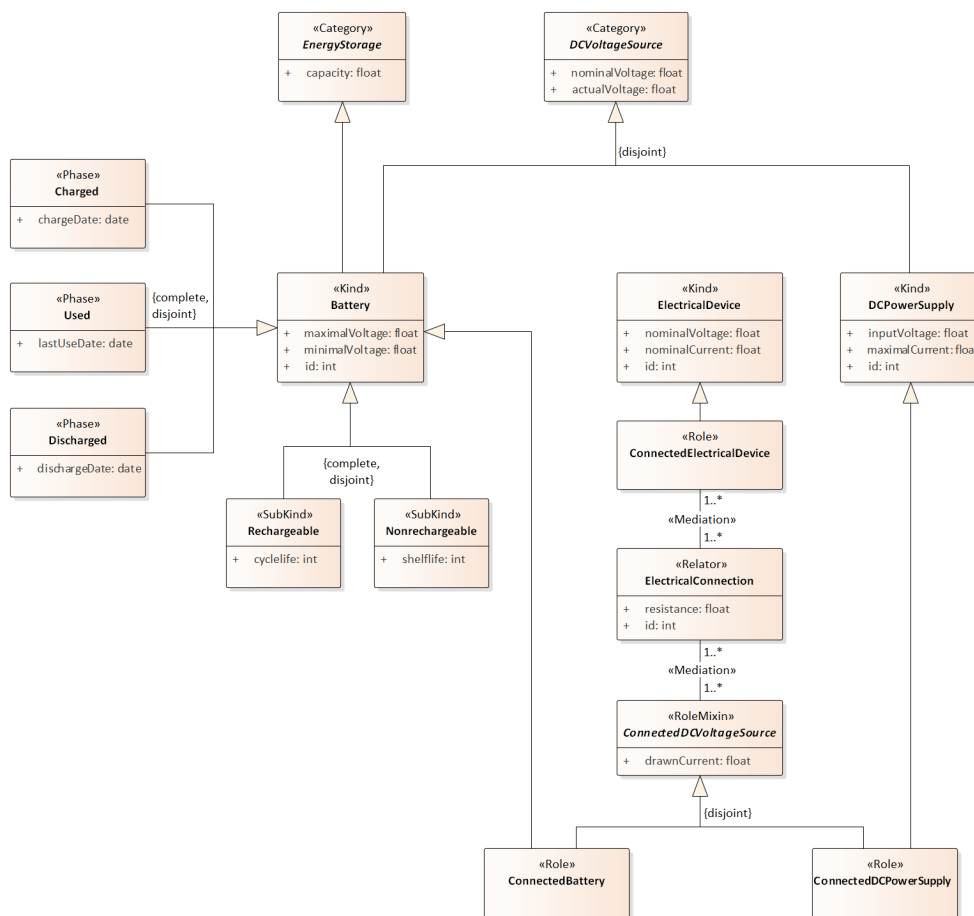 «Category»
EnergyStorage
+ capacity: float
«Category»
DCVoltageSource
+ nominalVoltage: float
+ actualVoltage: float
{disjoint}
«Phase»
Charged
+ chargeDate: date
«Phase»
Used
+ lastUseDate: date
{complete,
disjoint}
«Phase»
Discharged
+ dischargeDate: date
«Kind»
Battery
+ maximalVoltage: float
+ minimalVoltage: float
+ id: int
«Kind»
ElectricalDevice
+ nominalVoltage: float
+ nominalCurrent: float
+ id: int
«Kind»
DCPowerSupply
+ inputVoltage: float
+ maximalCurrent: float
+ id: int
{complete,
disjoint}
«SubKind»
Rechargeable
+ cyclelife: int
«SubKind»
Nonrechargeable
+ shelflife: int
«Role»
ConnectedElectricalDevice
1..*
«Mediation»
1..*
«Relator»
ElectricalConnection
+ resistance: float
+ id: int
1..*
«Mediation»
1..*
«RoleMixin»
ConnectedDCVoltageSource
+ drawnCurrent: float
{disjoint}
«Role»
ConnectedBattery
«Role»
ConnectedDCPowerSupply